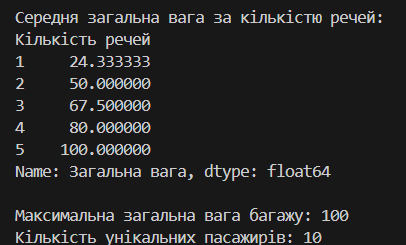 Середня загальна вага за кількістю речей:
Кількість речей
1 24.333333
2 50.000000
3 67.500000
4 80.000000
5 100.000000
Name: Загальна вага, dtype: float64
Максимальна загальна вага багажу: 100
Кількість унікальних пасажирів: 10